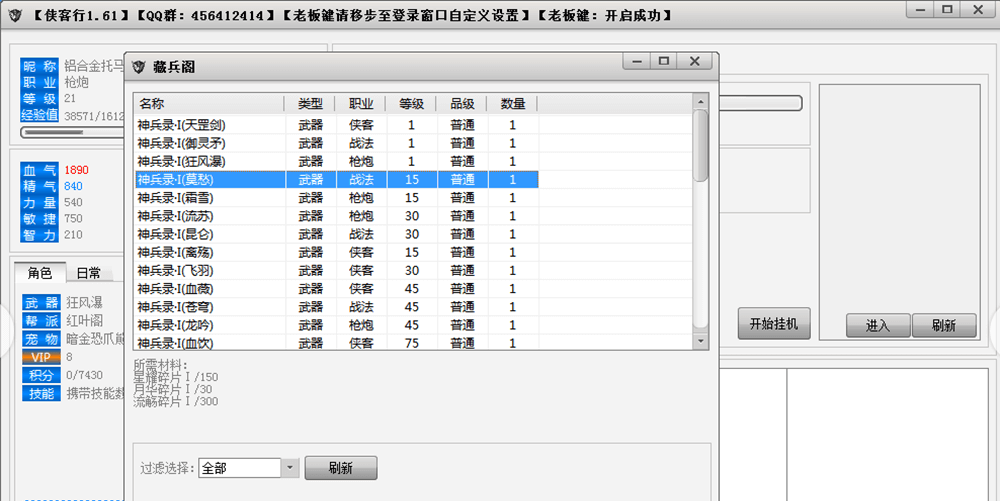 【侠客行1.61】【QQ群：456412414】【老板键请移步至登录窗口自定义设置】【老板键：开启成功】
昵 称 铝合金托马
职 业 枪炮
等 级 21
经验值 38571/1612
血 气 1890
精 气 840
力 量 540
敏 捷 750
智 力 210
角色 日常
武 器 狂风瀑
帮 派 红叶阁
宠 物 暗金恐爪
VIP 8
积分 0/7430
技能 携带技能数
藏兵阁
名称 类型 职业 等级 品级 数量
神兵录·I(天罡剑) 武器 侠客 1 普通 1
神兵录·I(御灵矛) 武器 战法 1 普通 1
神兵录·I(狂风瀑) 武器 枪炮 1 普通 1
神兵录·I(莫愁) 武器 战法 15 普通 1
神兵录·I(霜雪) 武器 枪炮 15 普通 1
神兵录·I(流苏) 武器 枪炮 30 普通 1
神兵录·I(昆仑) 武器 战法 30 普通 1
神兵录·I(离殇) 武器 侠客 15 普通 1
神兵录·I(飞羽) 武器 侠客 30 普通 1
神兵录·I(血薇) 武器 侠客 45 普通 1
神兵录·I(苍穹) 武器 战法 45 普通 1
神兵录·I(龙吟) 武器 枪炮 45 普通 1
神兵录·I(血饮) 武器 侠客 75 普通 1
所需材料:
星耀碎片Ⅰ/150
月华碎片Ⅰ/30
流觞碎片Ⅰ/300
过滤选择: 全部 刷新
开始挂机 进入 刷新